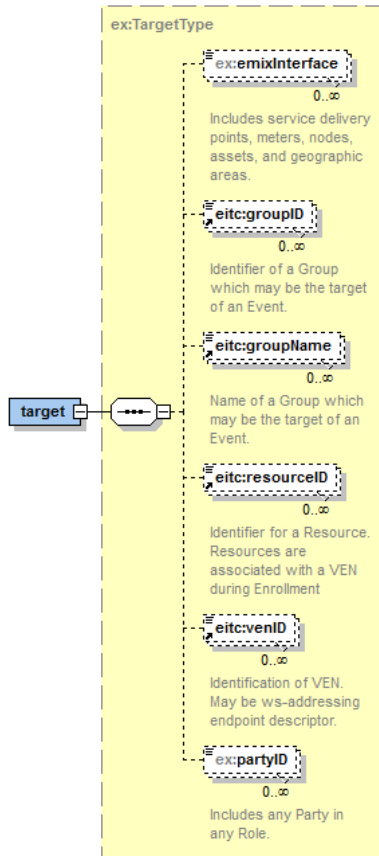 ex:TargetType
ex:emixInterface
0..∞
Includes service delivery
points, meters, nodes,
assets, and geographic
areas.
eitc:groupID
0..∞
Identifier of a Group
which may be the target
of an Event.
eitc:groupName
0..∞
Name of a Group which
may be the target of an
Event.
target
eitc:resourceID
0..∞
Identifier for a Resource.
Resources are
associated with a VEN
during Enrollment
eitc:venID
0..∞
Identification of VEN.
May be ws-addressing
endpoint descriptor.
ex:partyID
0..∞
Includes any Party in
any Role.